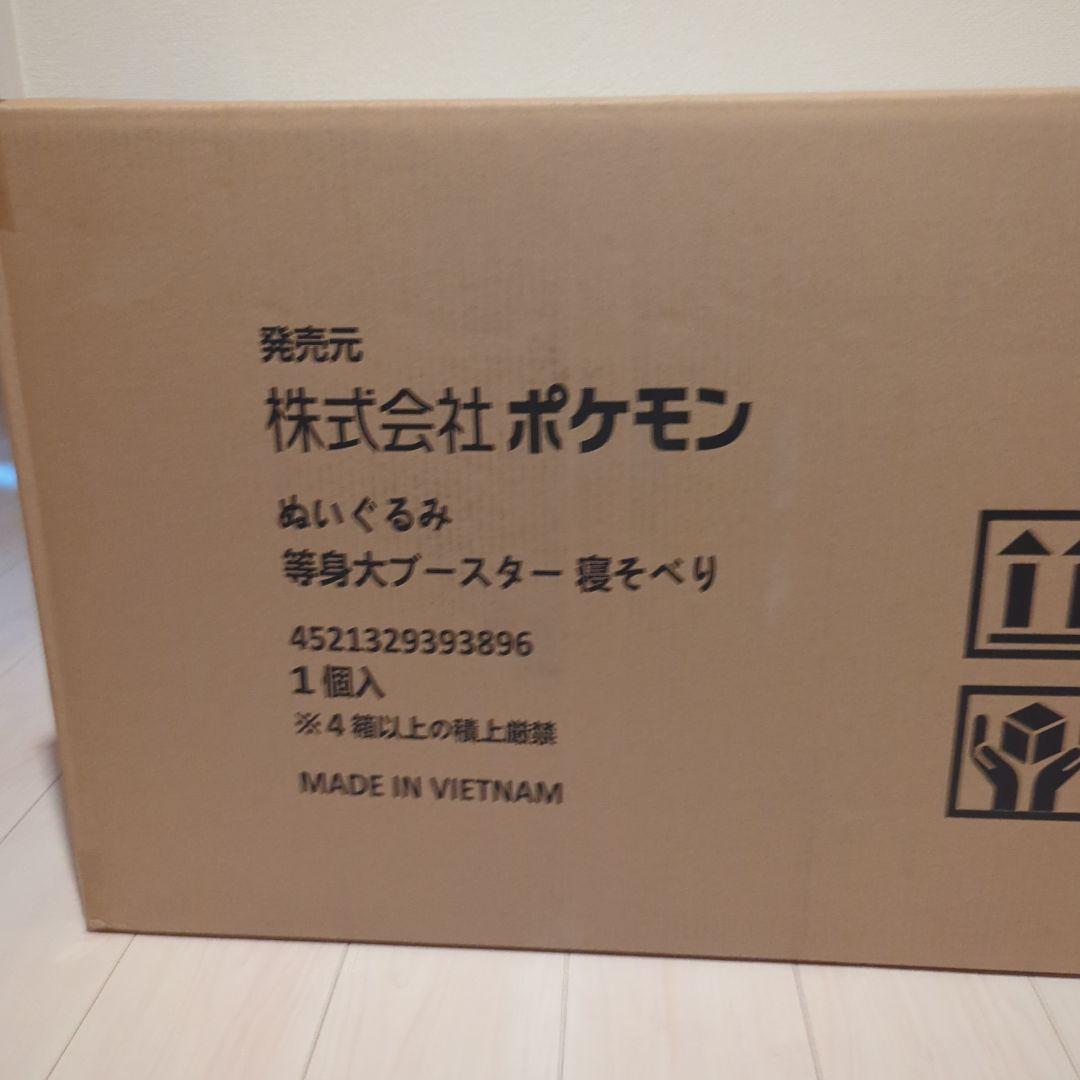 発売元
株式会社 ポケモン
ぬいぐるみ
等身大ブースター 寝そべり
4521329393896
1個入
※4箱以上の積上厳禁
MADE IN VIETNAM